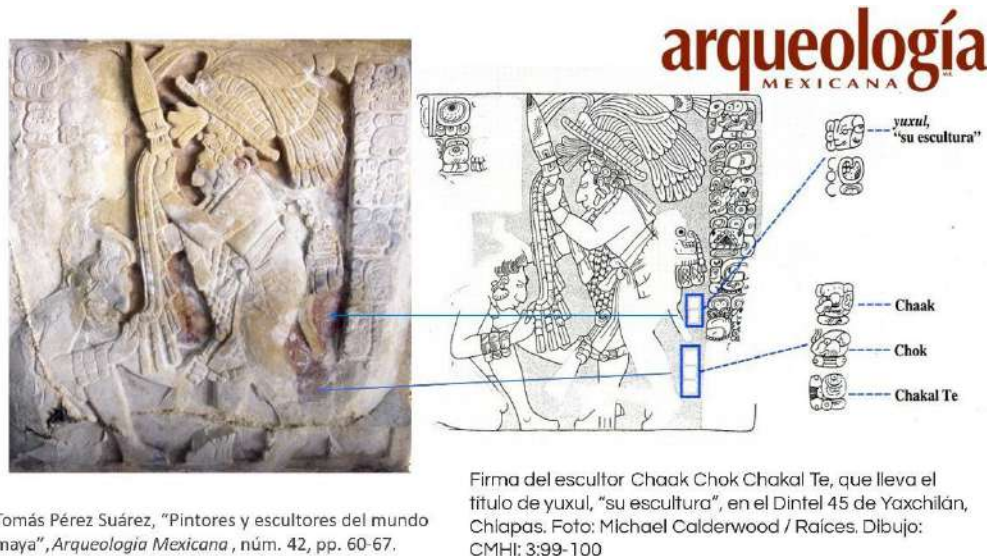 arqueología
MEXICANA
yuxul,
"su escultura"
Chaak
Chok
Chakal Te
Firma del escultor Chaak Chok Chakal Te, que lleva el
título de yuxul, "su escultura", en el Dintel 45 de Yaxchilán,
Chiapas. Foto: Michael Calderwood / Raíces. Dibujo:
CMHI: 3:99-100
Tomás Pérez Suárez, "Pintores y escultores del mundo
maya", Arqueología Mexicana , núm. 42, pp. 60-67.